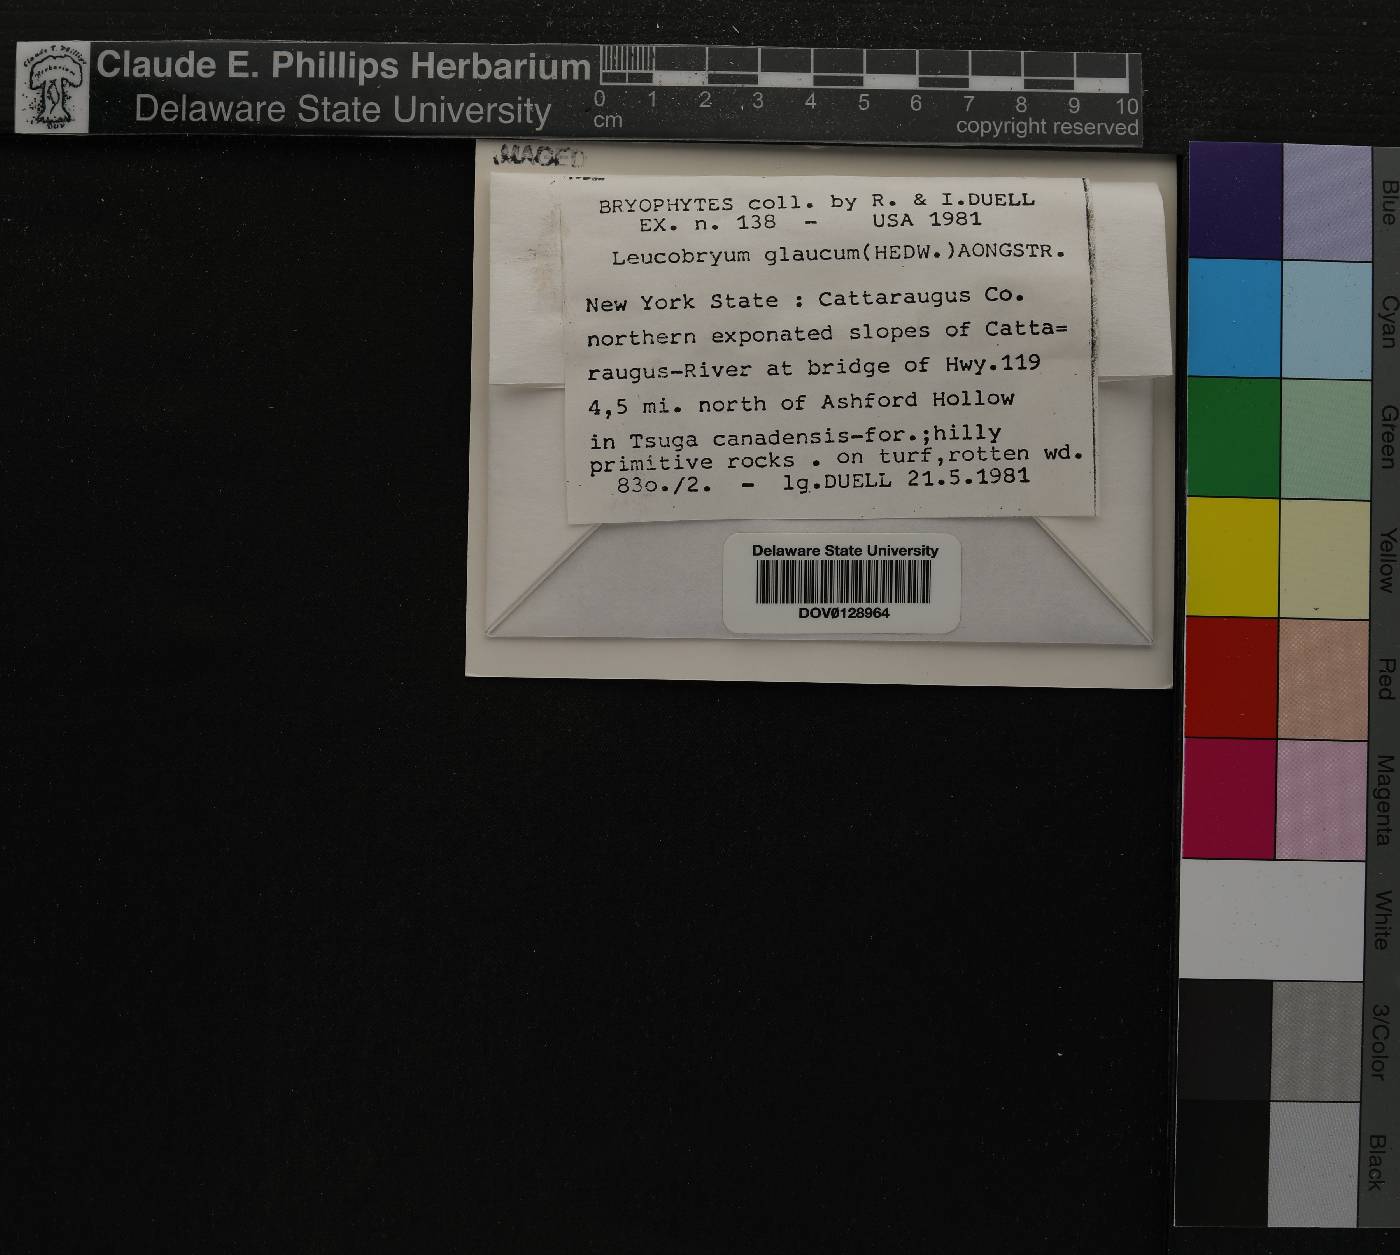 Claude E. Phillips Herbarium
Delaware State University
0 1 2 3 4 5 6 7 8 9 10
cm
copyright reserved
IMAGED
BRYOPHYTES coll. by R. & I.DUELL
EX. n. 138 - USA 1981
Leucobryum glaucum(HEDW.)AONGSTR.
New York State : Cattaraugus Co.
northern exponated slopes of Catta=
raugus-River at bridge of Hwy.119
4,5 mi. north of Ashford Hollow
in Tsuga canadensis-for.;hilly
primitive rocks . on turf,rotten wd.
83o./2. - lg.DUELL 21.5.1981
Delaware State University
DOV0128964
Blue
Cyan
Green
Yellow
Red
Magenta
White
3/Color
Black